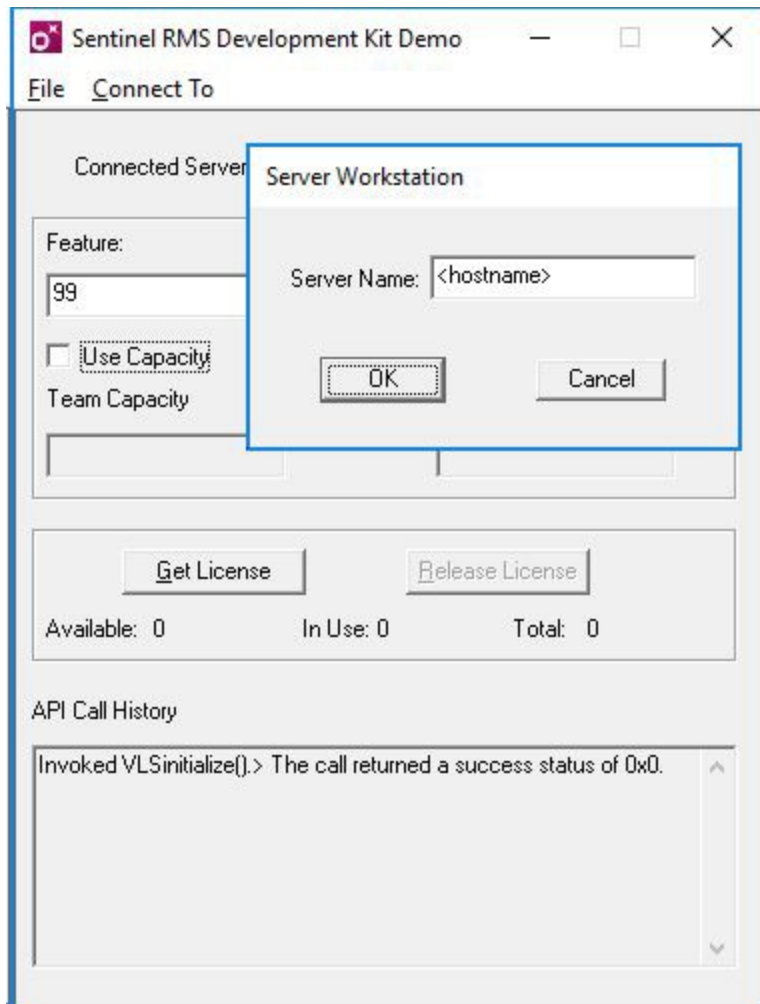 Sentinel RMS Development Kit Demo
File Connect To
Connected Server
Server Workstation
Server Name: <hostname>
OK Cancel
Feature:
99
Use Capacity
Team Capacity
Get License Release License
Available: 0 In Use: 0 Total: 0
API Call History
Invoked VLSinitialize().> The call returned a success status of 0x0.